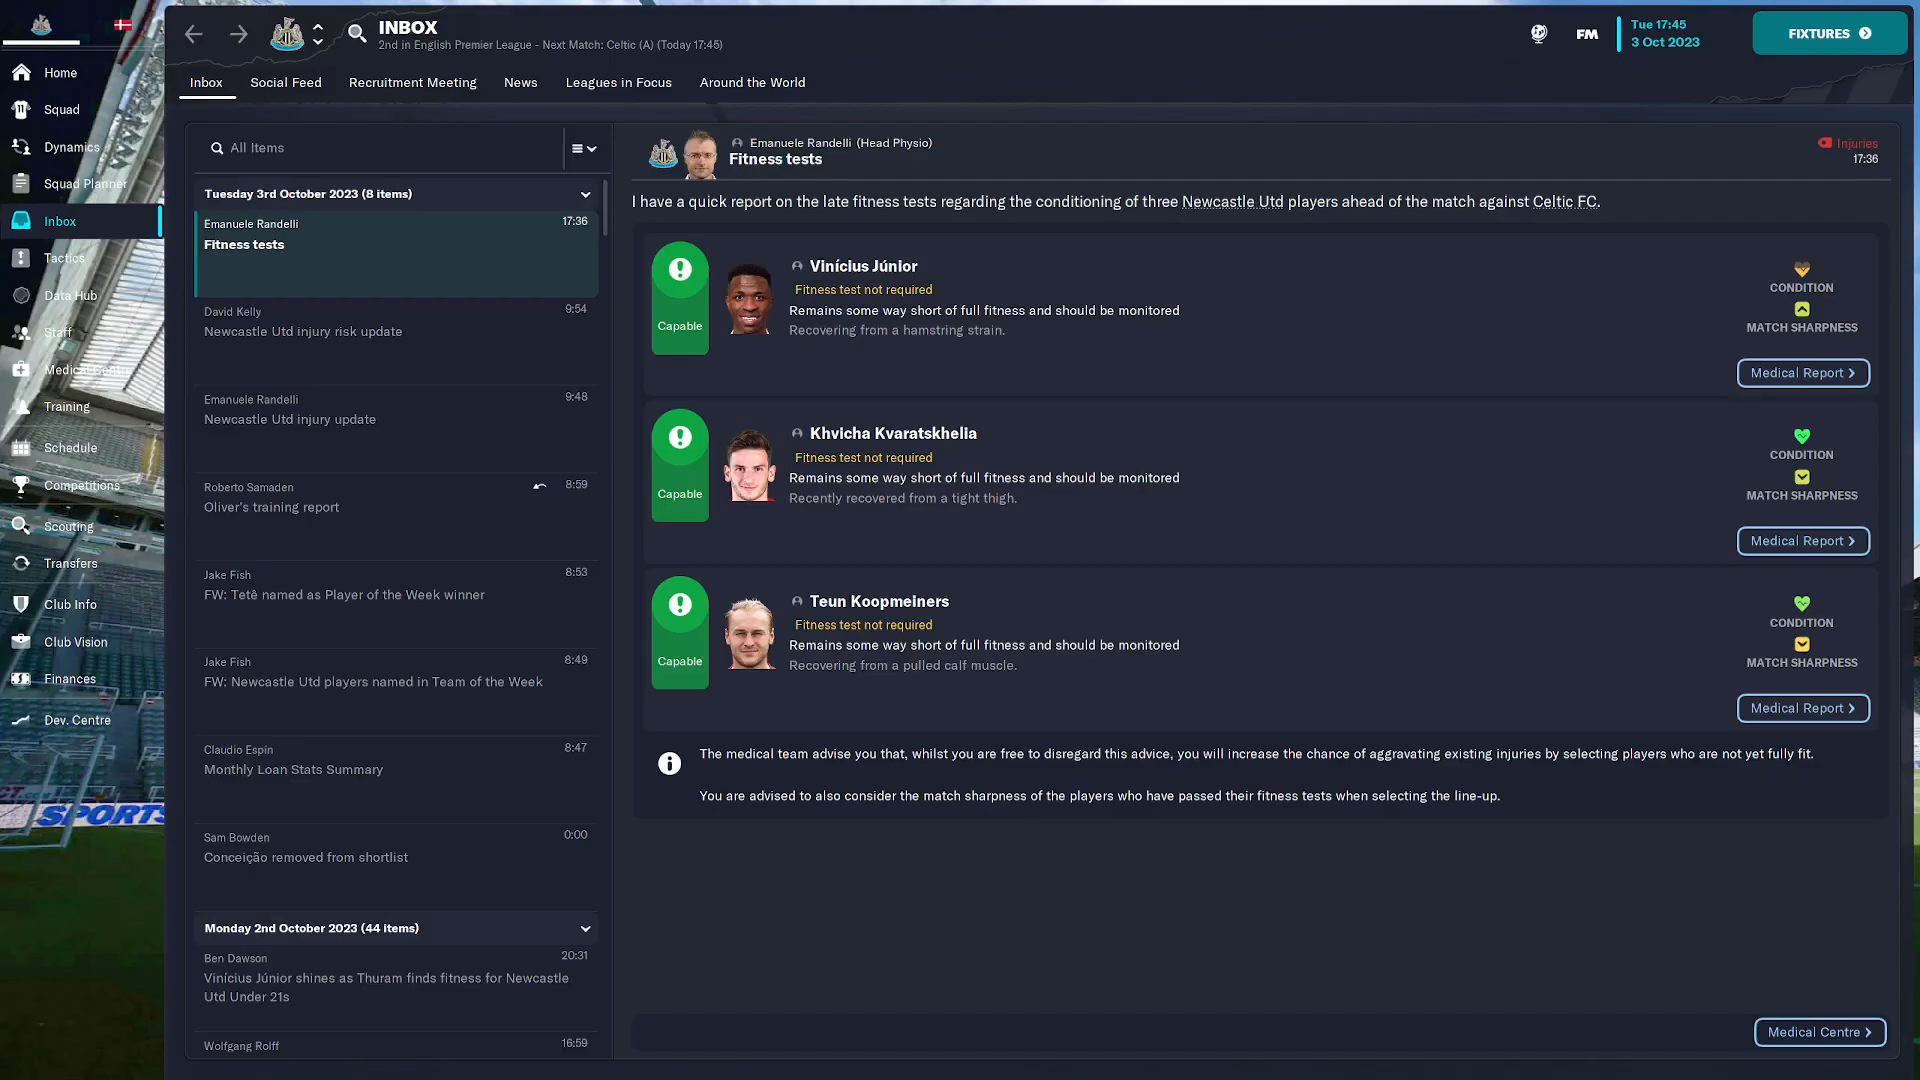 INBOX
2nd in English Premier League - Next Match: Celtic (A) (Today 17:45)
FM
Tue 17:45
3 Oct 2023
FIXTURES
Home
Squad
Dynamics
Squad Planner
Inbox
Tactics
Data Hub
Staff
Medical Centre
Training
Schedule
Competitions
Scouting
Transfers
Club Info
Club Vision
Finances
Dev. Centre
SPORTS
Inbox
Social Feed
Recruitment Meeting
News
Leagues in Focus
Around the World
All Items
Tuesday 3rd October 2023 (8 items)
Emanuele Randelli 17:36
Fitness tests
David Kelly 9:54
Newcastle Utd injury risk update
Emanuele Randelli 9:48
Newcastle Utd injury update
Roberto Samaden 8:59
Oliver's training report
Jake Fish 8:53
FW: Tetê named as Player of the Week winner
Jake Fish 8:49
FW: Newcastle Utd players named in Team of the Week
Claudio Espín 8:47
Monthly Loan Stats Summary
Sam Bowden 0:00
Conceição removed from shortlist
Monday 2nd October 2023 (44 items)
Ben Dawson 20:31
Vinícius Júnior shines as Thuram finds fitness for Newcastle
Utd Under 21s
Wolfgang Rolff 16:59
Emanuele Randelli (Head Physio)
Fitness tests
Injuries
17:36
I have a quick report on the late fitness tests regarding the conditioning of three Newcastle Utd players ahead of the match against Celtic FC.
Capable
Vinícius Júnior
Fitness test not required
Remains some way short of full fitness and should be monitored
Recovering from a hamstring strain.
CONDITION
MATCH SHARPNESS
Medical Report
Capable
Khvicha Kvaratskhelia
Fitness test not required
Remains some way short of full fitness and should be monitored
Recently recovered from a tight thigh.
CONDITION
MATCH SHARPNESS
Medical Report
Capable
Teun Koopmeiners
Fitness test not required
Remains some way short of full fitness and should be monitored
Recovering from a pulled calf muscle.
CONDITION
MATCH SHARPNESS
Medical Report
The medical team advise you that, whilst you are free to disregard this advice, you will increase the chance of aggravating existing injuries by selecting players who are not yet fully fit.
You are advised to also consider the match sharpness of the players who have passed their fitness tests when selecting the line-up.
Medical Centre